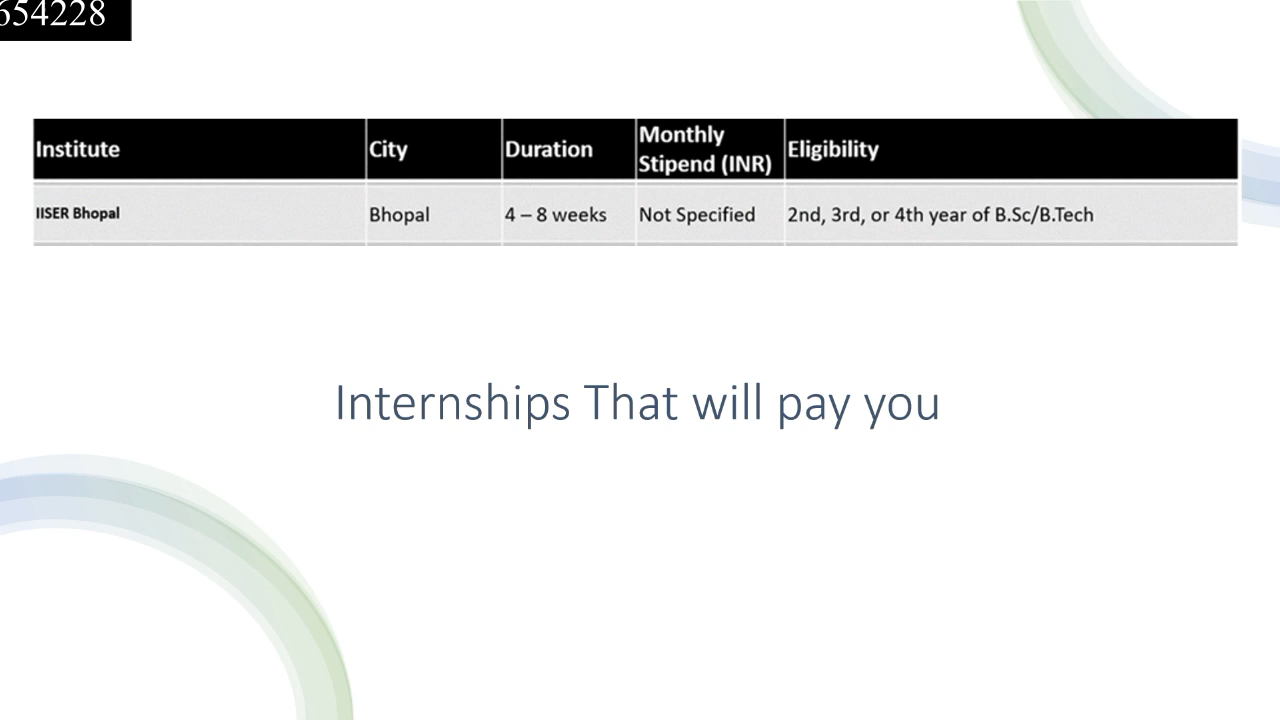 654228
Institute City Duration Monthly Stipend (INR) Eligibility
IISER Bhopal Bhopal 4 – 8 weeks Not Specified 2nd, 3rd, or 4th year of B.Sc/B.Tech
Internships That will pay you